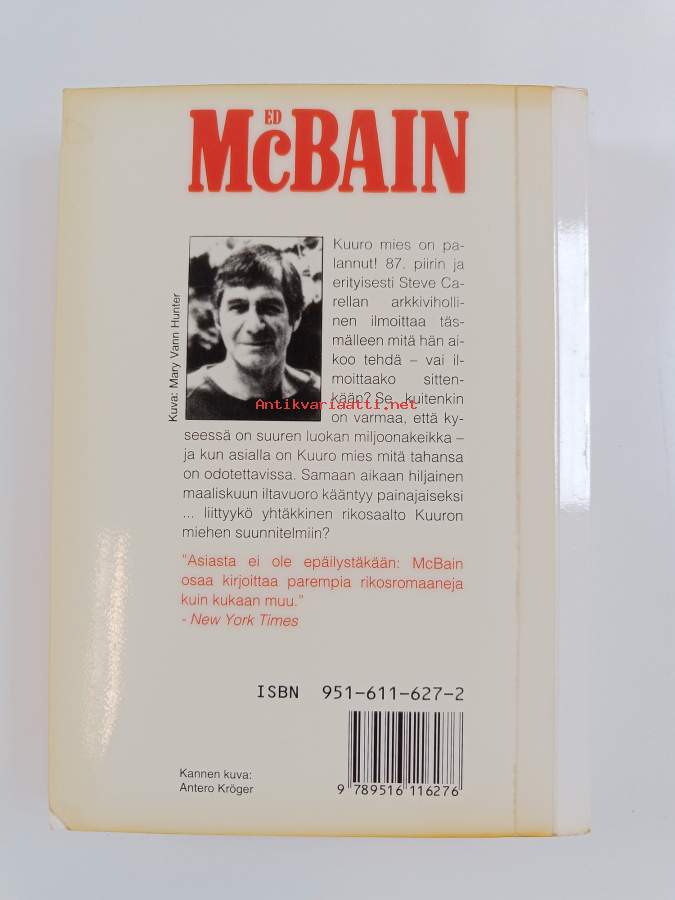 ED
McBAIN
Kuva: Mary Vann Hunter
Kuuro mies on pa-
lannut! 87. piirin ja
erityisesti Steve Ca-
rellan arkkiviholli-
nen ilmoittaa täs-
mälleen mitä hän ai-
koo tehdä – vai il-
moittaako sitten-
kään? Se kuitenkin
Antikvariaatti.net
on varmaa, että ky-
seessä on suuren luokan miljoonakeikka –
ja kun asialla on Kuuro mies mitä tahansa
on odotettavissa. Samaan aikaan hiljainen
maaliskuun iltavuoro kääntyy painajaiseksi
... liittyykö yhtäkkinen rikosaalto Kuuron
miehen suunnitelmiin?
"Asiasta ei ole epäilystäkään: McBain
osaa kirjoittaa parempia rikosromaaneja
kuin kukaan muu."
- New York Times
ISBN 951-611-627-2
9 789516 116276
Kannen kuva:
Antero Kröger